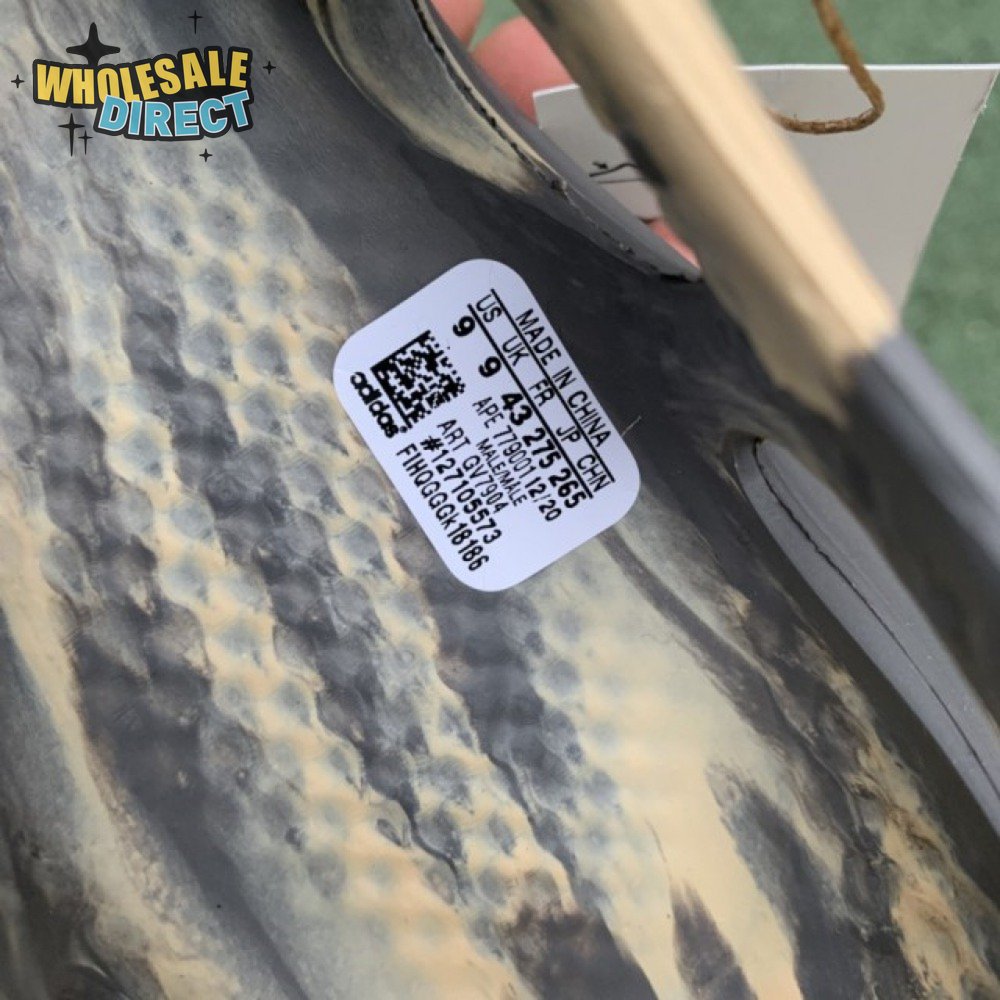 WHOLESALE
DIRECT
MADE IN CHINA
US UK FR JP CHN
9 9 43 275 265
APE 779001 12/20
MALE/MALE
ART GV7904
#127105573
FIHQGGQk18186
adidas